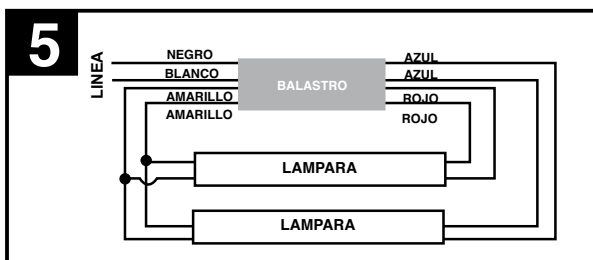 5
LINEA
NEGRO
BLANCO
AMARILLO
AMARILLO
BALASTRO
AZUL
AZUL
ROJO
ROJO
LAMPARA
LAMPARA